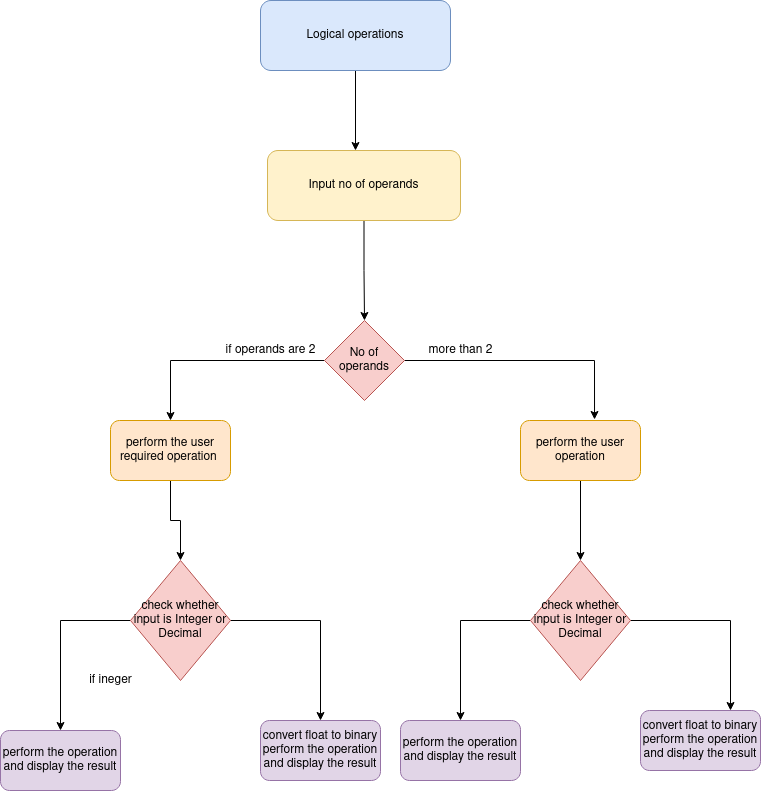 Logical operations
Input no of operands
if operands are 2
No of
operands
more than 2
perform the user
required operation
perform the user
operation
check whether
input is Integer or
Decimal
check whether
input is Integer or
Decimal
if ineger
perform the operation
and display the result
convert float to binary
perform the operation
and display the result
perform the operation
and display the result
convert float to binary
perform the operation
and display the result